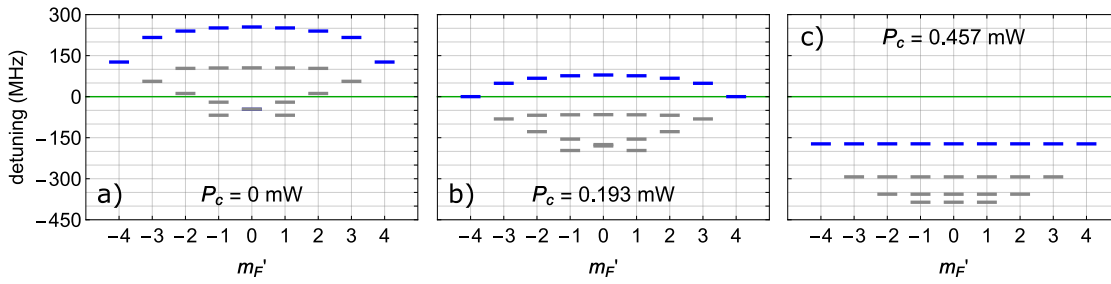 300
150
0
−150
−300
−450
detuning (MHz)
a)
P_c = 0 mW
−4 −3 −2 −1 0 1 2 3 4
m_F'
b)
P_c = 0.193 mW
−4 −3 −2 −1 0 1 2 3 4
m_F'
c)
P_c = 0.457 mW
−4 −3 −2 −1 0 1 2 3 4
m_F'